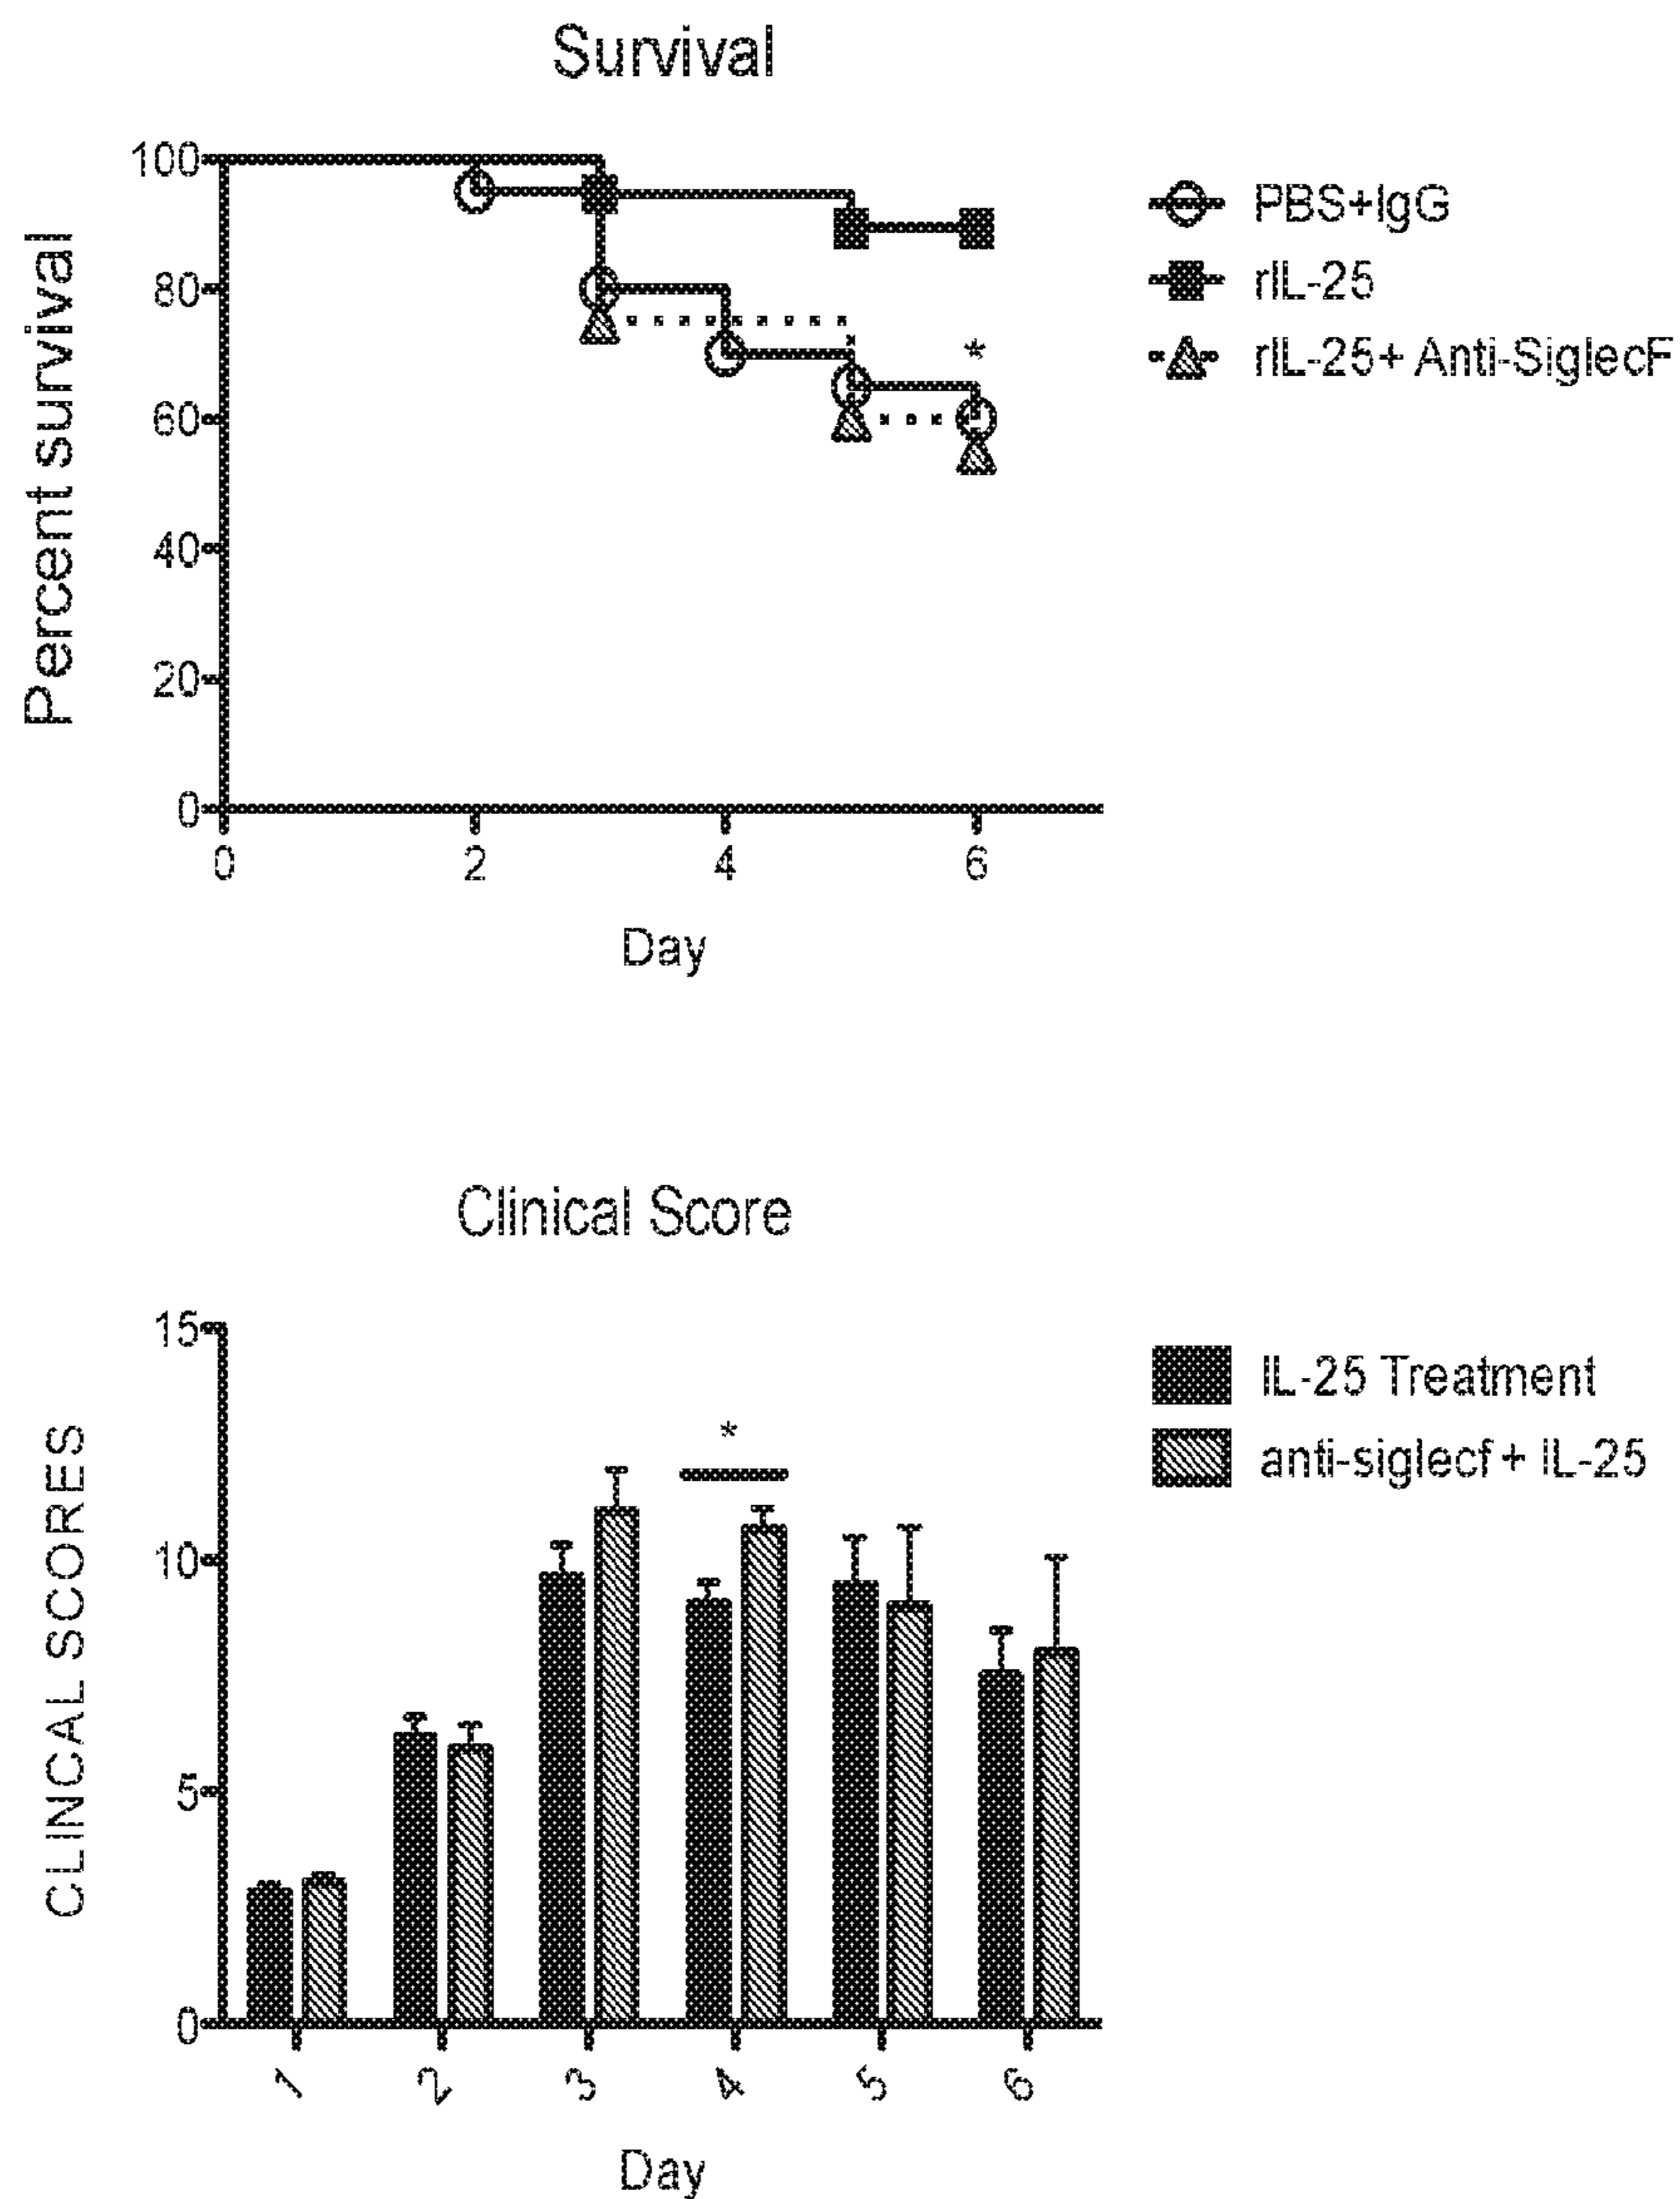 Survival
100
80
60
40
20
0
Percent survival
0 2 4 6
Day
PBS+IgG
rIL-25
rIL-25+ Anti-SiglecF
*
Clinical Score
15
10
5
0
CLINCAL SCORES
*
1 2 3 4 5 6
Day
IL-25 Treatment
anti-siglecf + IL-25